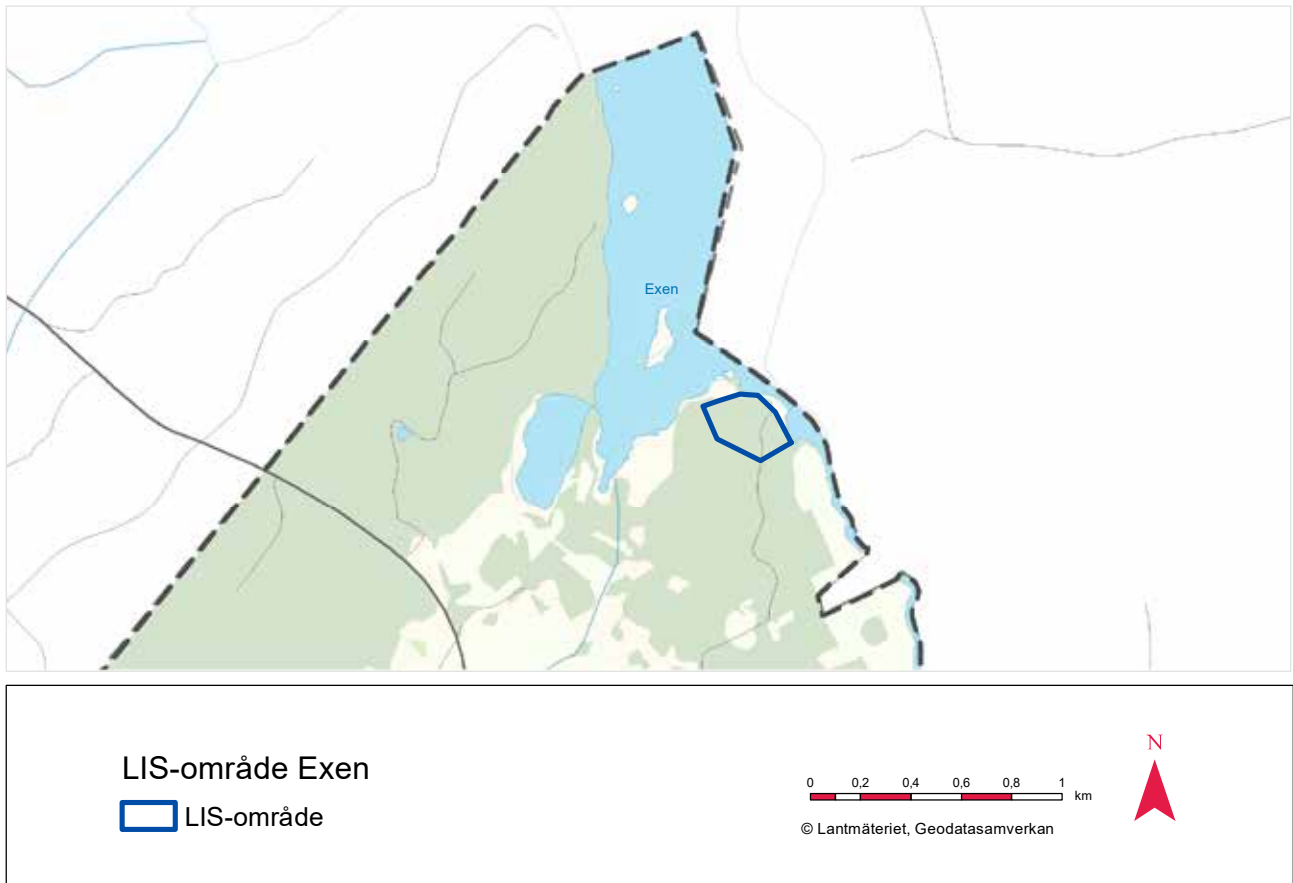 Exen
LIS-område Exen
LIS-område
N
0 0,2 0,4 0,6 0,8 1
km
© Lantmäteriet, Geodatasamverkan